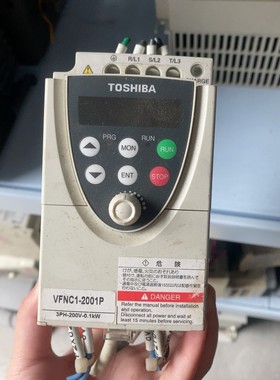 R/L1 S/L2 T/L3
CHARGE
TOSHIBA
PRG RUN
MON
RUN
ENT
STOP
VFNC1-2001P
3PH-200V-0.1kW
危険
DANGER
Refer to the manual before installation
and operation.
Disconnect all power and wait at
least 15 minutes before servicing.